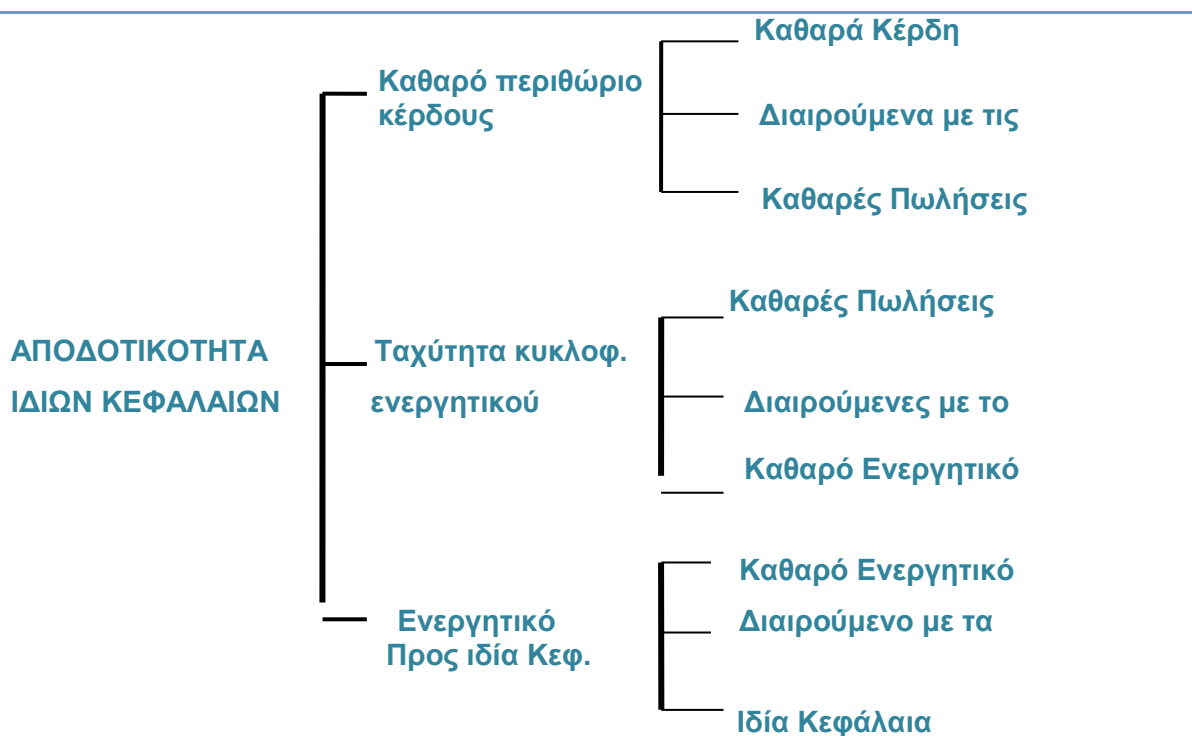 Καθαρά Κέρδη
Καθαρό περιθώριο
κέρδους
Διαιρούμενα με τις
Καθαρές Πωλήσεις
Καθαρές Πωλήσεις
ΑΠΟΔΟΤΙΚΟΤΗΤΑ
ΙΔΙΩΝ ΚΕΦΑΛΑΙΩΝ
Ταχύτητα κυκλοφ.
ενεργητικού
Διαιρούμενες με το
Καθαρό Ενεργητικό
Καθαρό Ενεργητικό
Ενεργητικό
Προς ιδία Κεφ.
Διαιρούμενο με τα
Ιδία Κεφάλαια